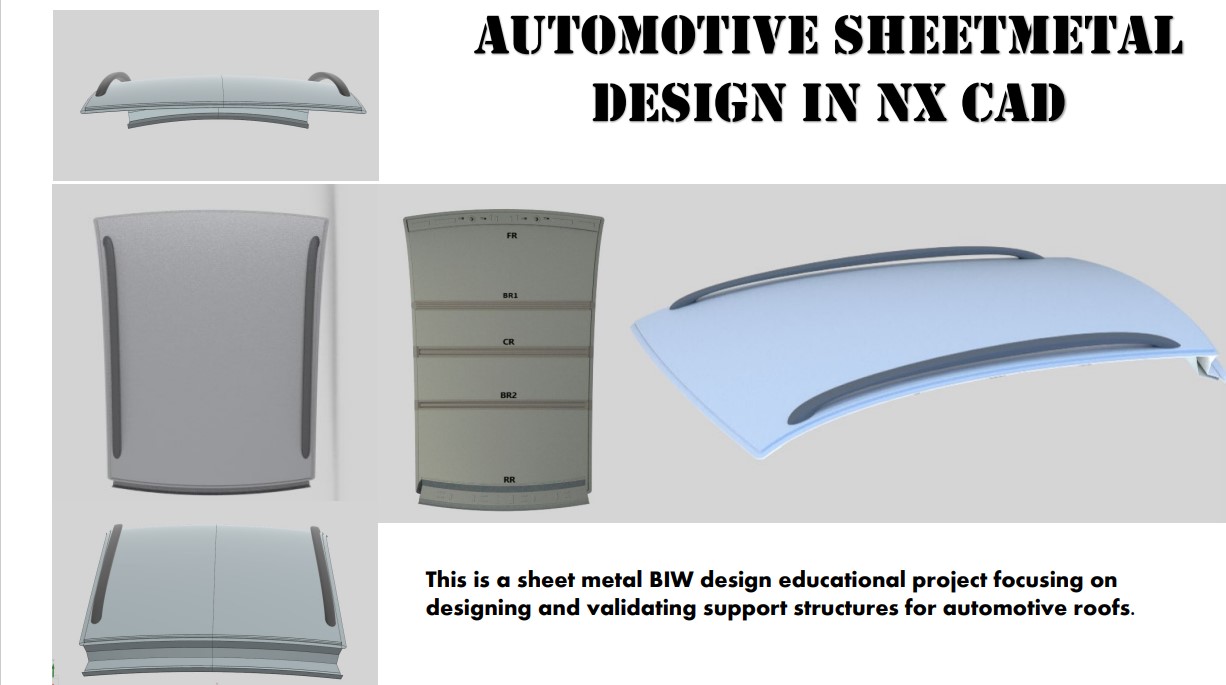 AUTOMOTIVE SHEETMETAL
DESIGN IN NX CAD
FR
BR1
CR
BR2
RR
This is a sheet metal BIW design educational project focusing on
designing and validating support structures for automotive roofs.